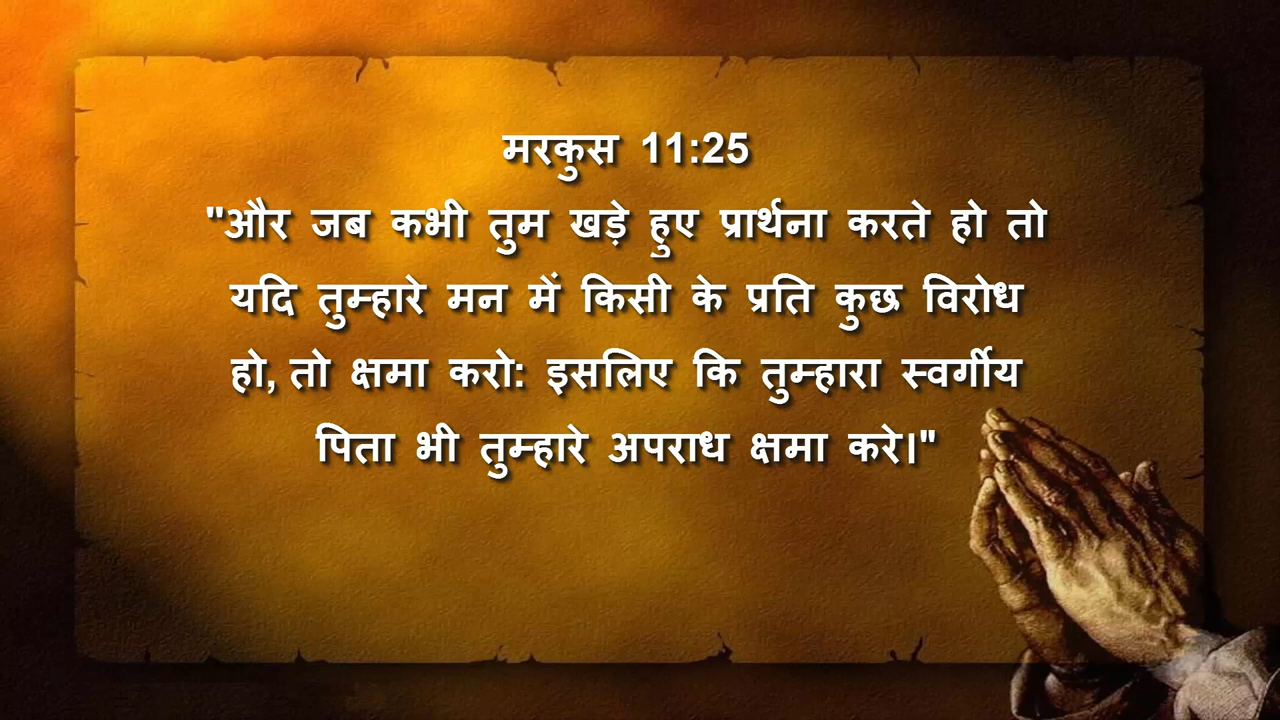 मरकुस 11:25
"और जब कभी तुम खड़े हुए प्रार्थना करते हो तो
यदि तुम्हारे मन में किसी के प्रति कुछ विरोध
हो, तो क्षमा करो: इसलिए कि तुम्हारा स्वर्गीय
पिता भी तुम्हारे अपराध क्षमा करे।"